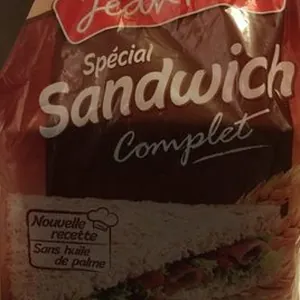 Spécial
Sandwich
Complet
Nouvelle
recette
Sans huile
de palme